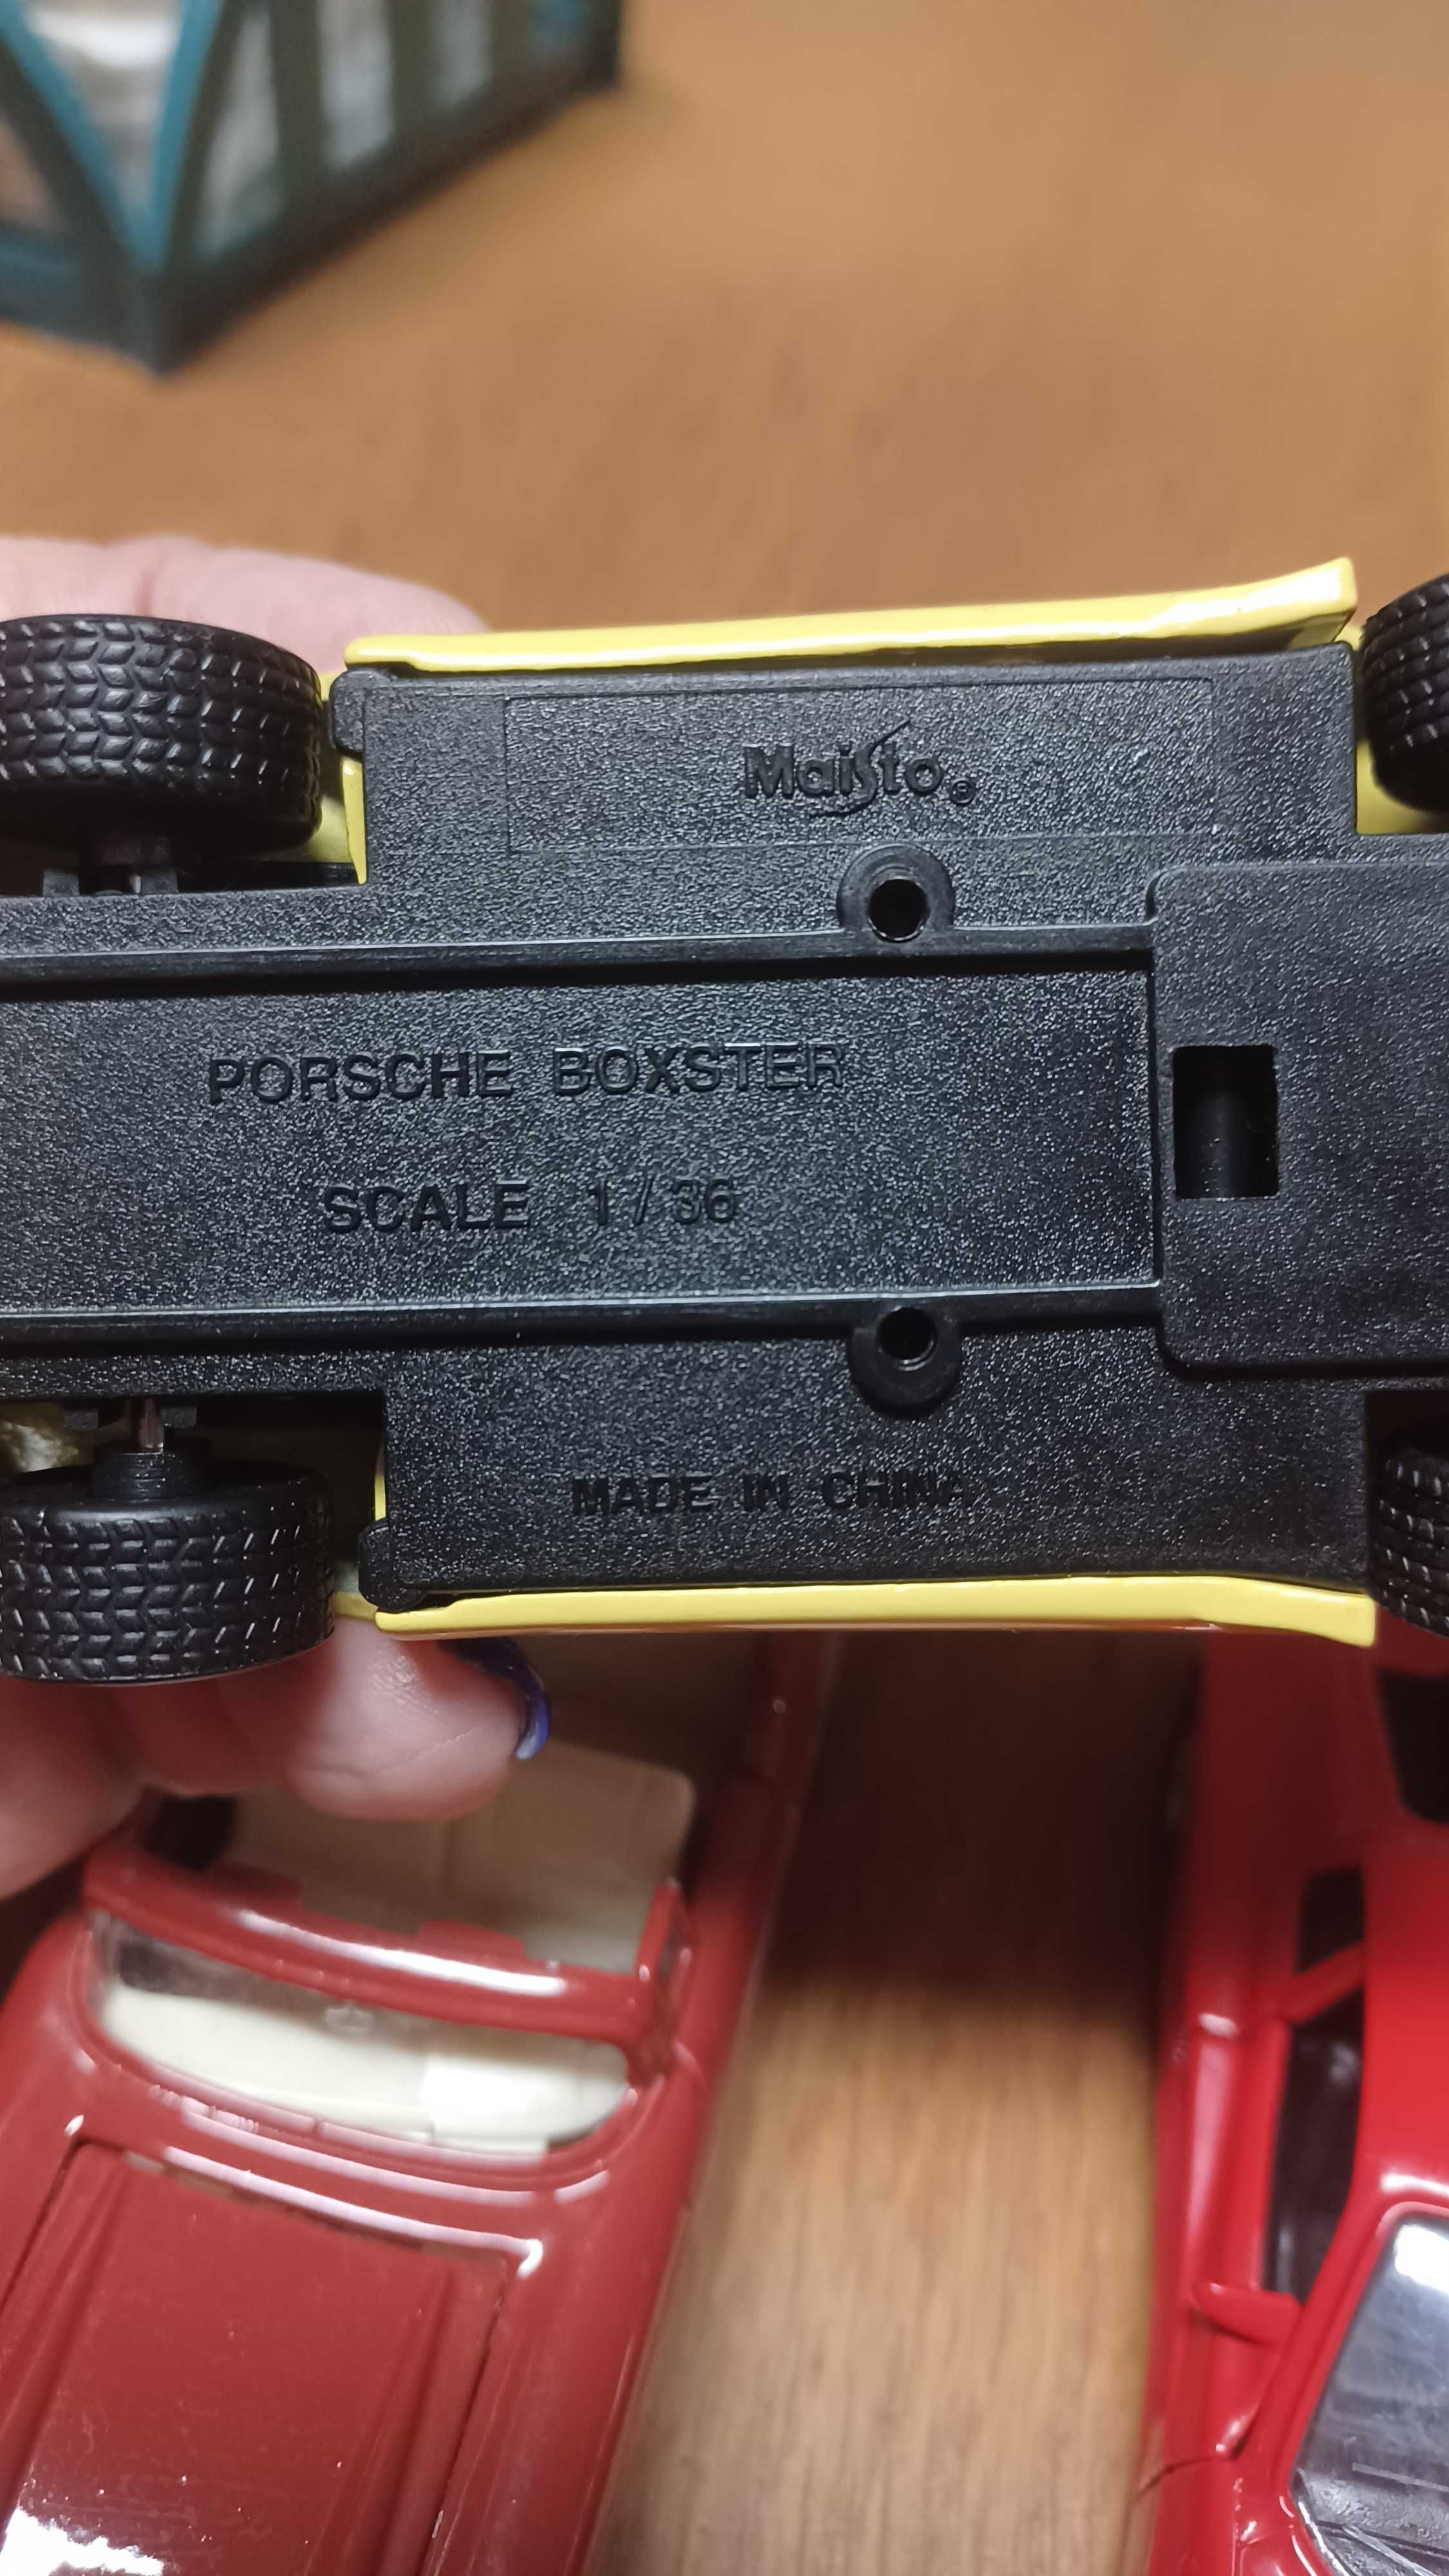 Maisto®
PORSCHE BOXSTER
SCALE 1/36
MADE IN CHINA